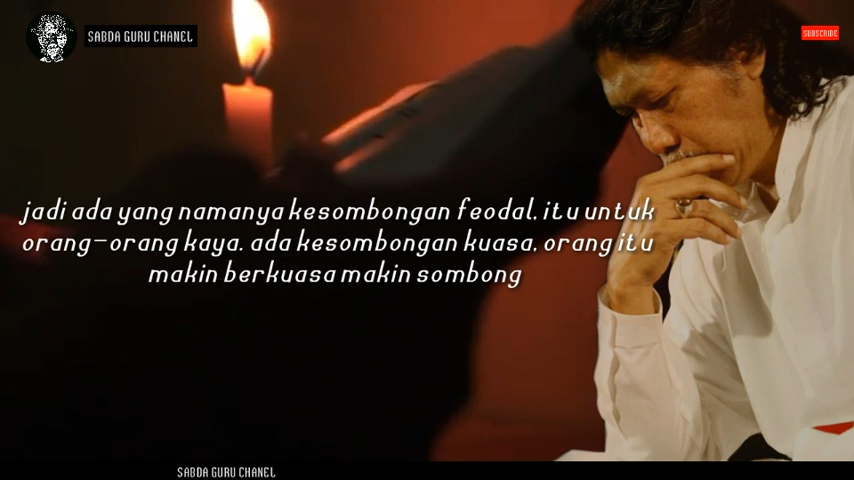 SABDA GURU CHANEL
SUBSCRIBE
jadi ada yang namanya kesombongan feodal, itu untuk
orang-orang kaya. ada kesombongan kuasa, orang itu
makin berkuasa makin sombong
SABDA GURU CHANEL